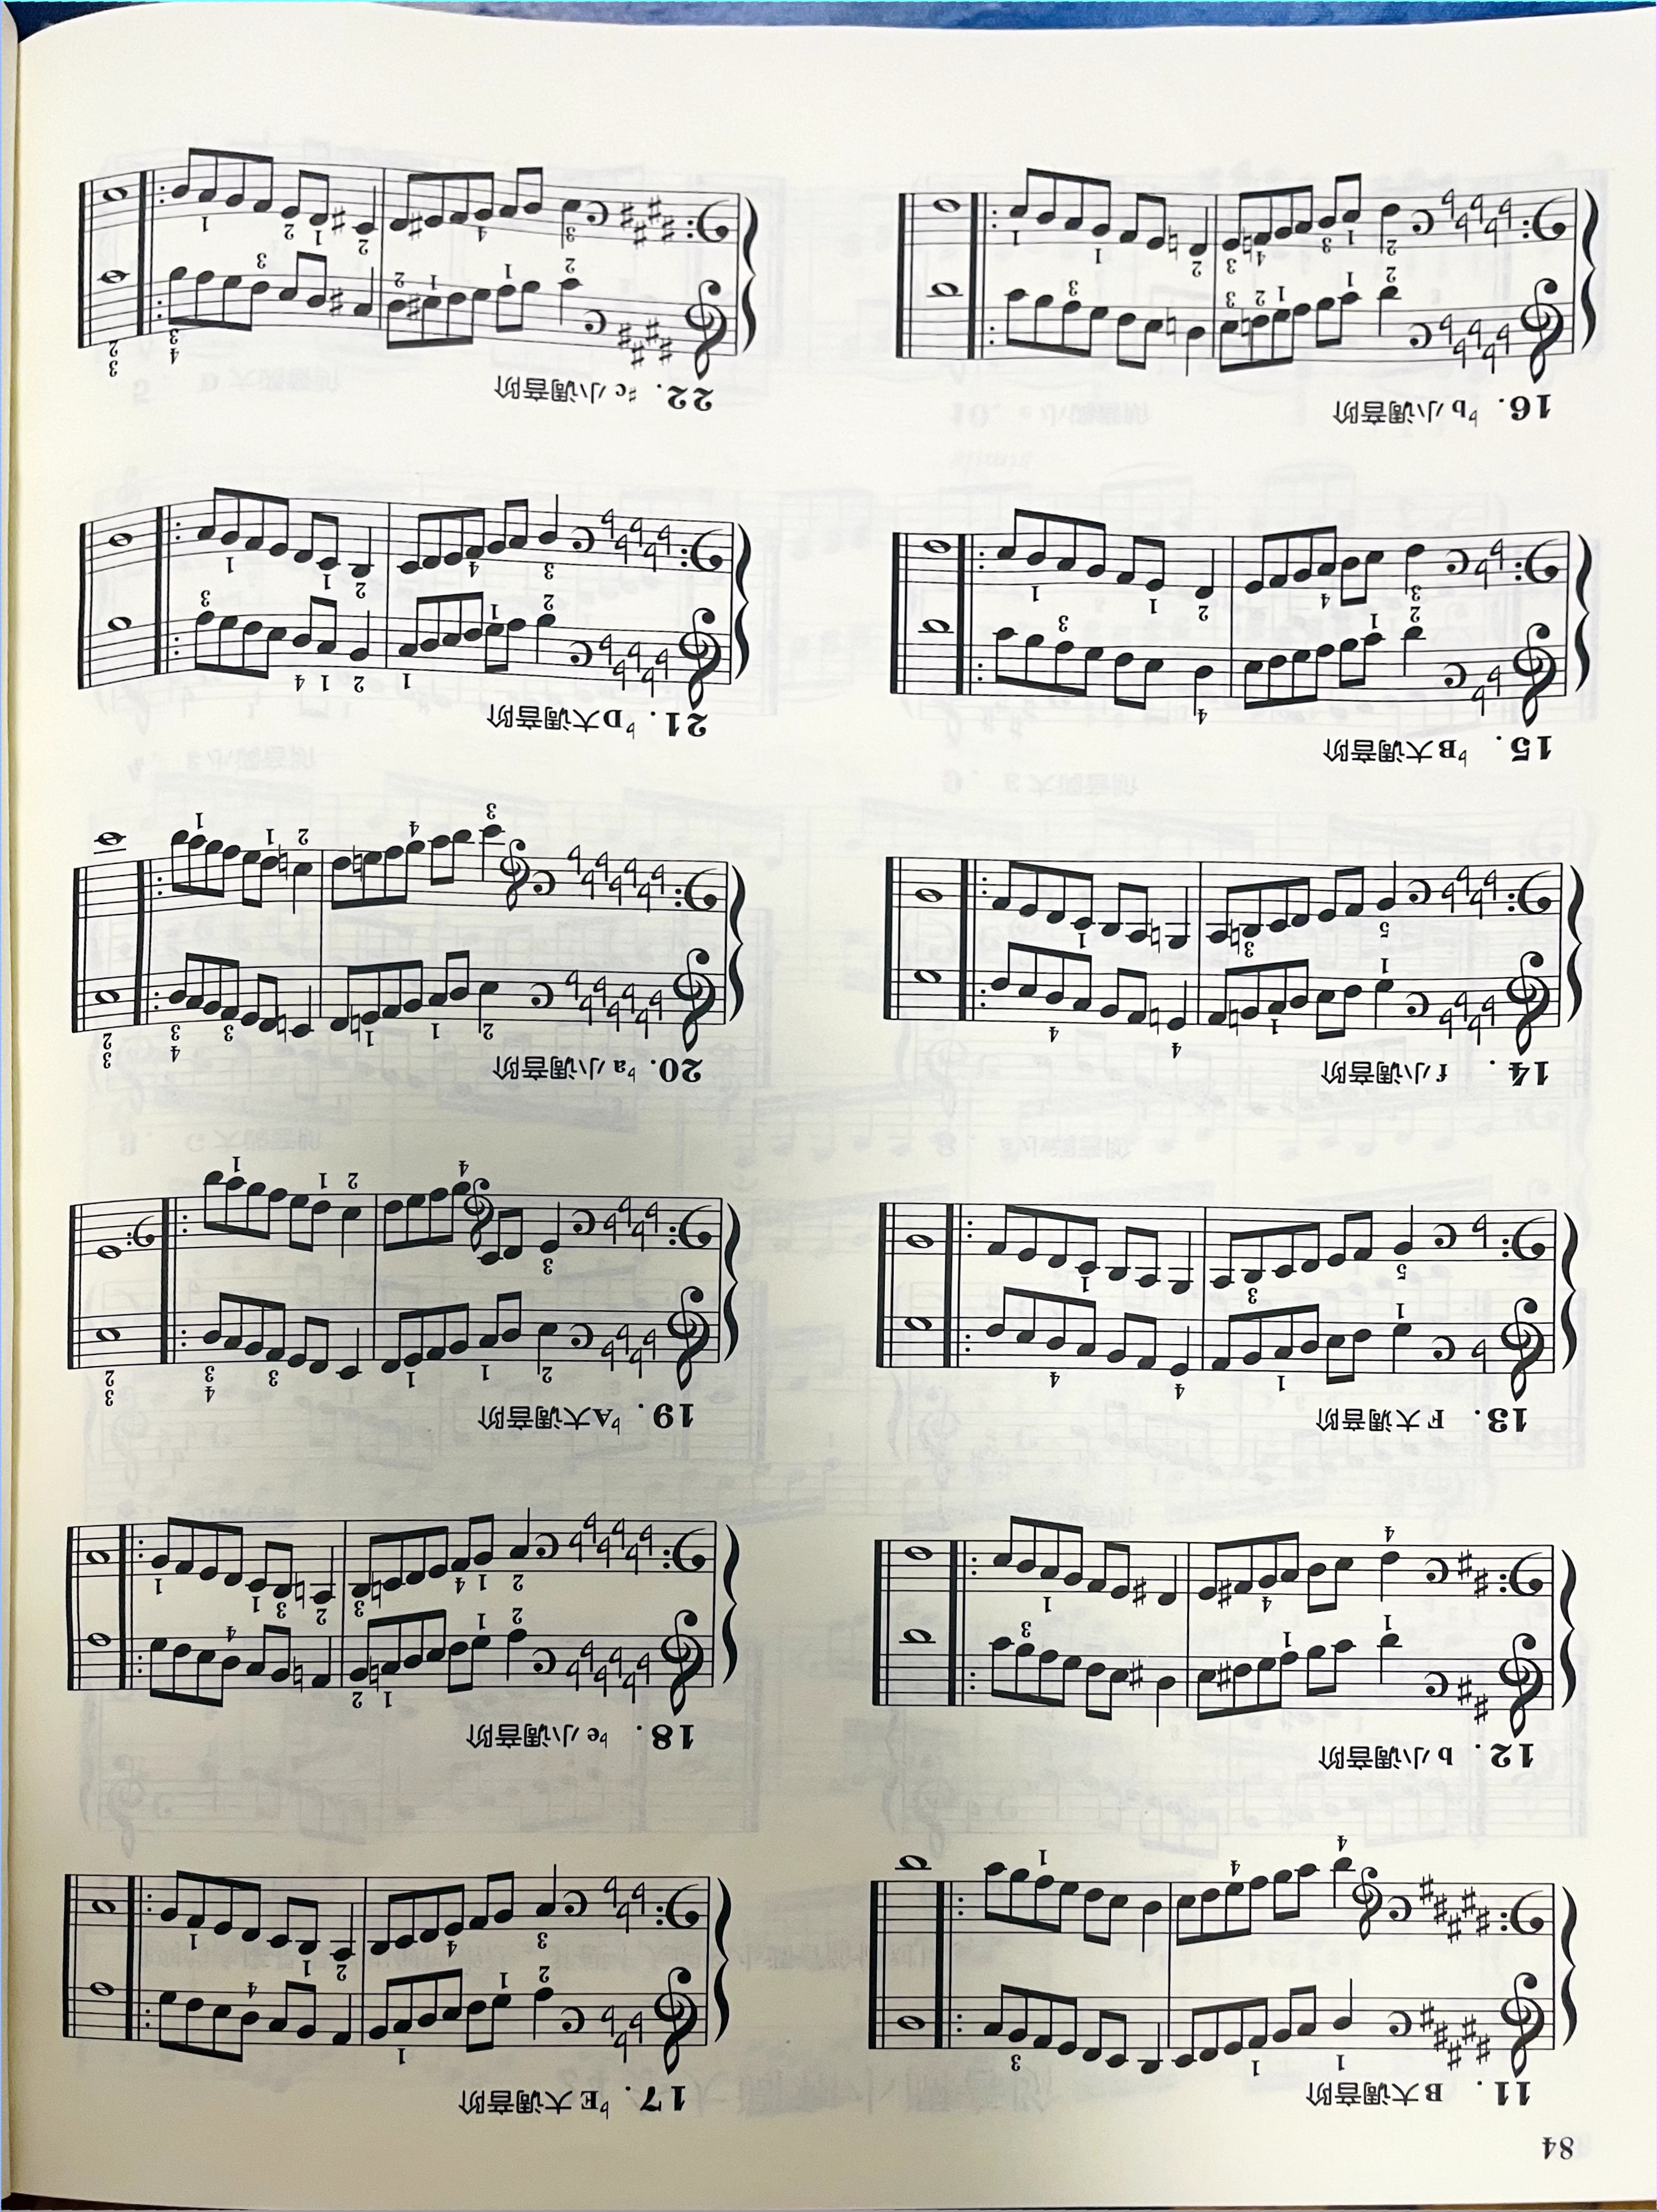 84
11. B大调音阶
12. b小调音阶
13. F大调音阶
14. f小调音阶
15. ♭B大调音阶
16. ♭b小调音阶
17. ♭E大调音阶
18. ♭e小调音阶
19. ♭A大调音阶
20. ♭a小调音阶
21. ♭D大调音阶
22. ♯c小调音阶